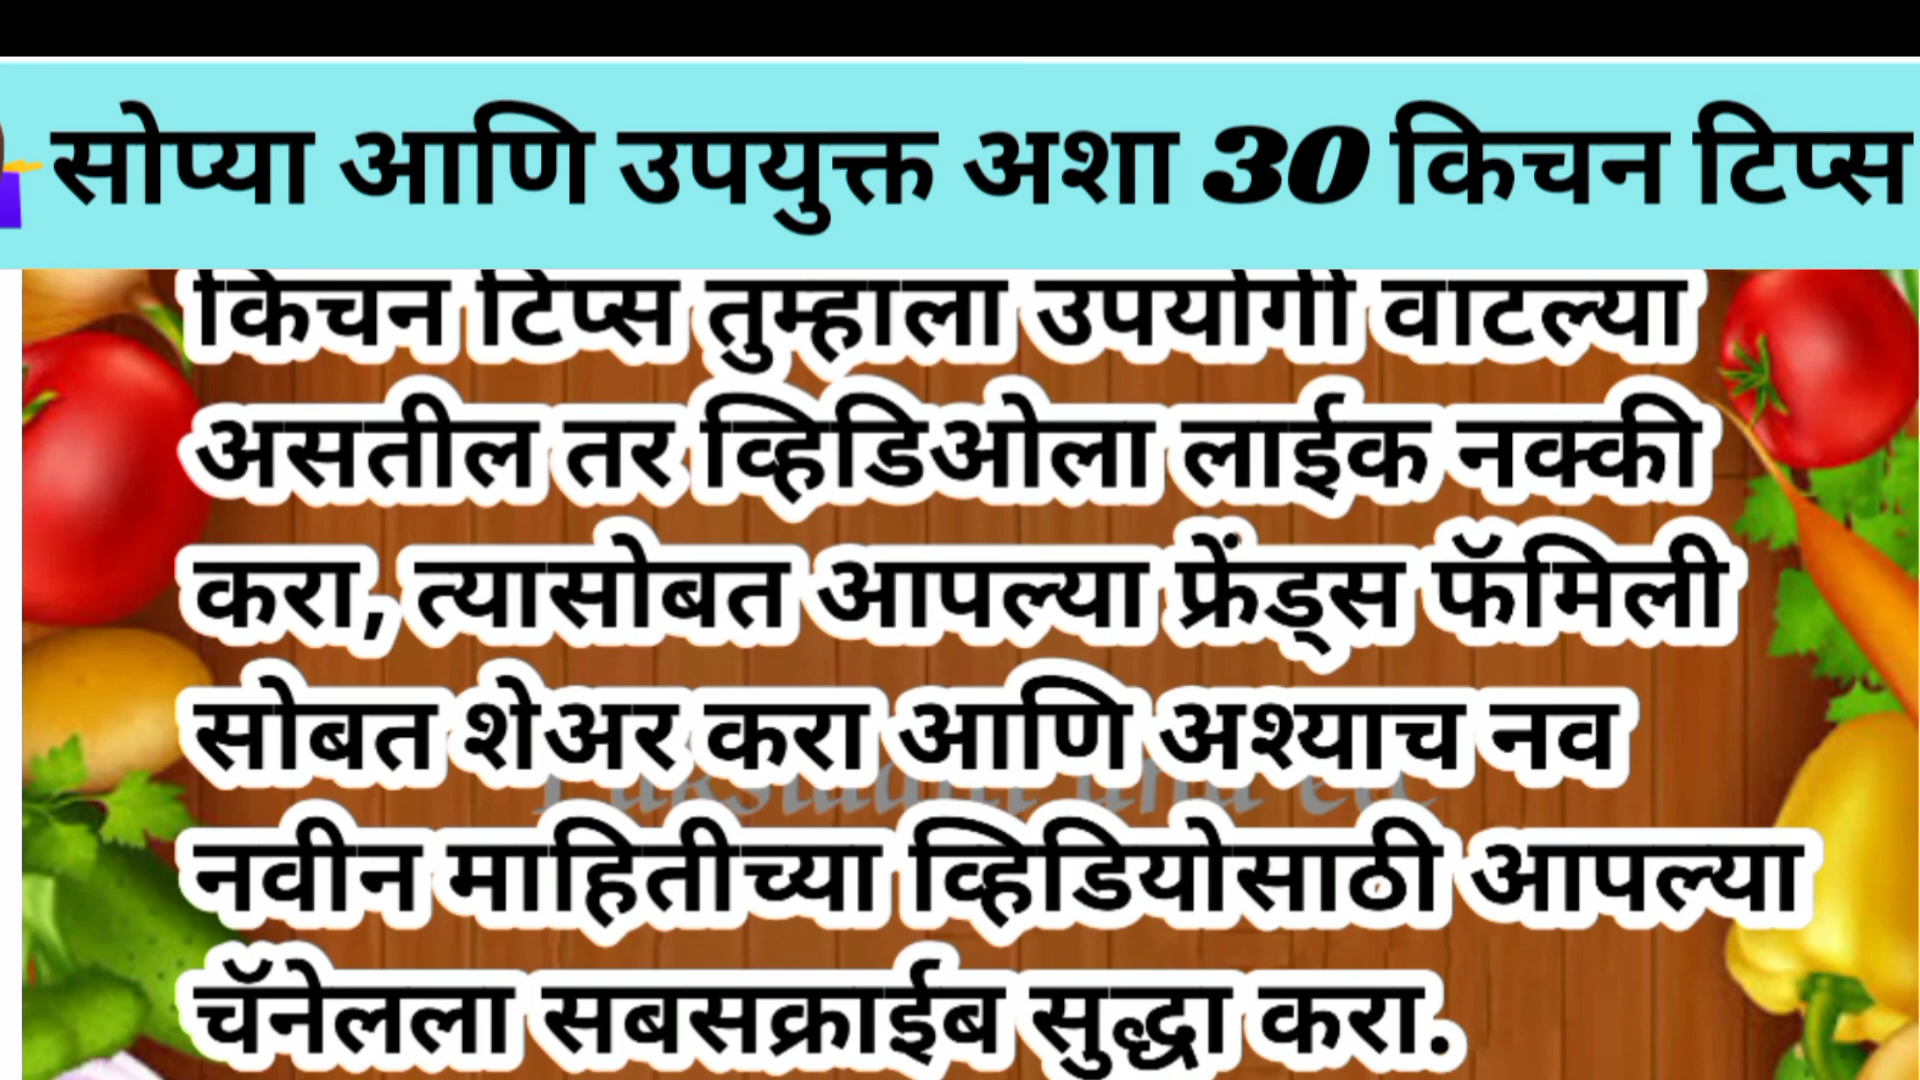 सोप्या आणि उपयुक्त अशा 30 किचन टिप्स
किचन टिप्स तुम्हाला उपयोगी वाटल्या
असतील तर व्हिडिओला लाईक नक्की
करा, त्यासोबत आपल्या फ्रेंड्स फॅमिली
सोबत शेअर करा आणि अश्याच नव
नवीन माहितीच्या व्हिडियोसाठी आपल्या
चॅनेलला सबसक्राईब सुद्धा करा.